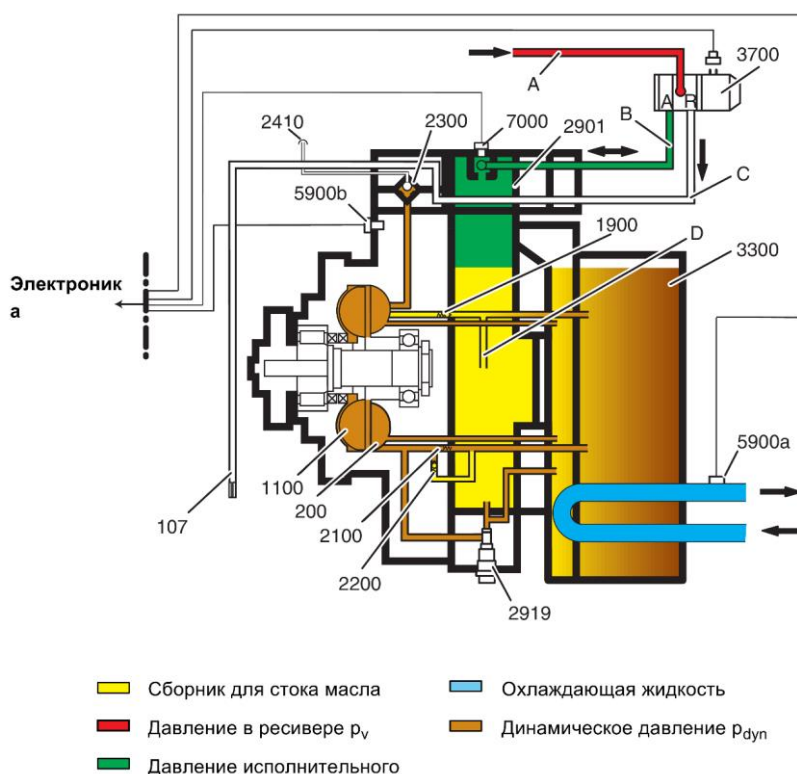 3700
A
A R
B
2410
2300
7000
2901
C
5900b
1900
D
3300
Электроник
а
5900a
1100
107
200
2100
2200
2919
Сборник для стока масла
Охлаждающая жидкость
Давление в ресивере pv
Динамическое давление pdyn
Давление исполнительного